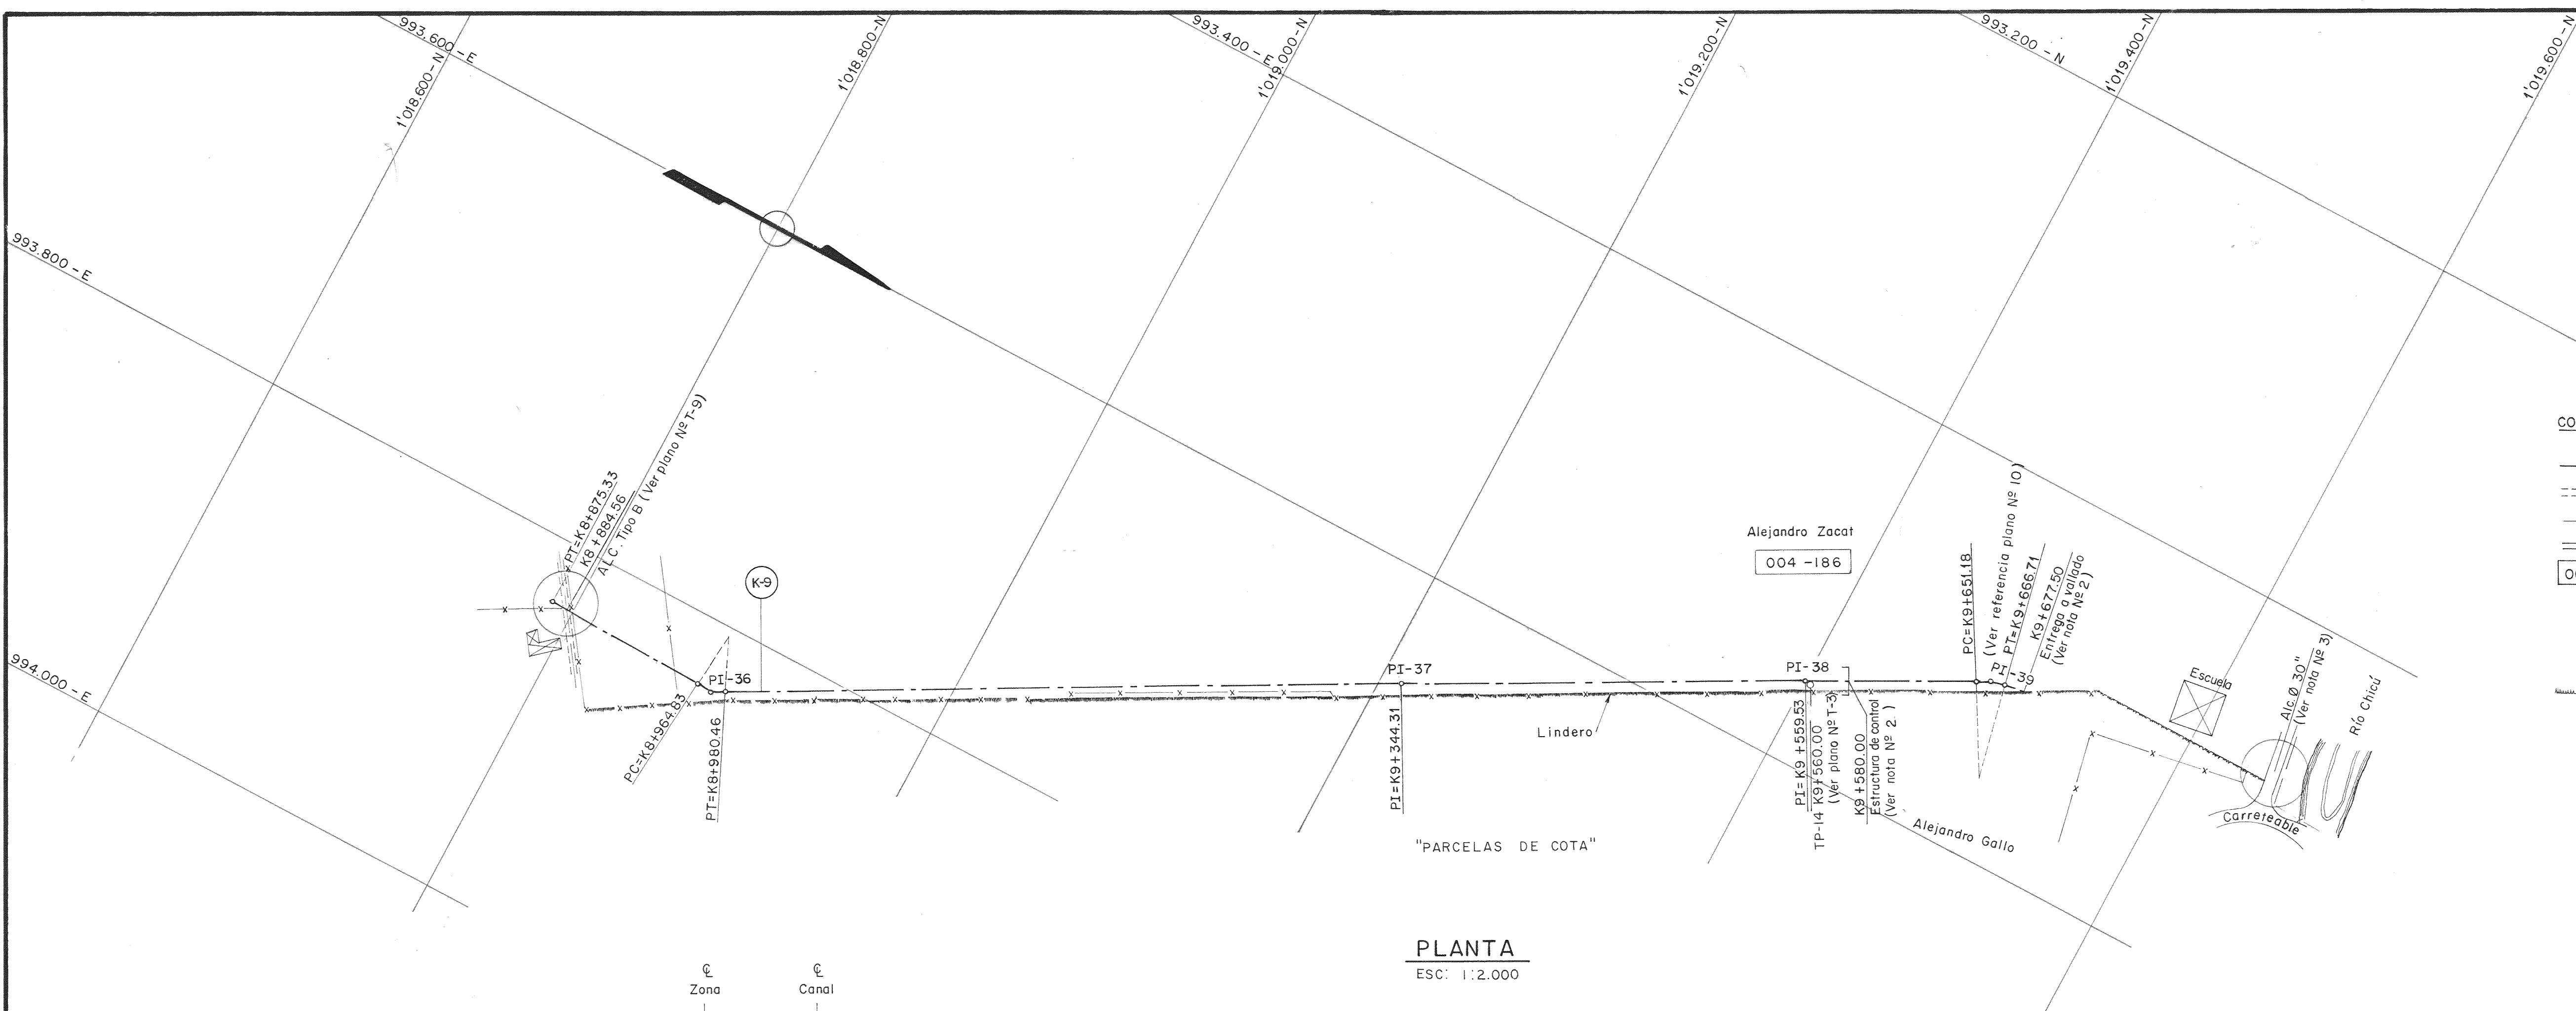 993.600 - E
1'018.600 - N
1'018.800 - N
993.400 - E
1'019.000 - N
1'019.200 - N
993.200 - N
1'019.400 - N
1'019.600 - N
993.800 - E
994.000 - E
PT=K8+875.33
K8+884.56
ALC. Tipo B (Ver plano Nº T-9)
K-9
PI-36
PC=K8+964.83
PT=K8+980.46
PI-37
PI=K9+344.31
Lindero
Alejandro Zacat
004 -186
PI-38
PI=K9+559.53
TP-14 K9+560.00
(Ver plano Nº T-3)
K9+580.00
Estructura de control
(Ver nota Nº 2.)
PC=K9+651.18
(Ver referencia plano Nº 10)
PI-39
PT=K9+666.71
K9+677.50
Entrega a vallado
(Ver nota Nº 2)
Escuela
Alc. Ø 30"
(Ver nota Nº 3)
Río Chicú
Carreteable
Alejandro Gallo
"PARCELAS DE COTA"
PLANTA
ESC: 1:2.000
℄
Zona
℄
Canal
CO